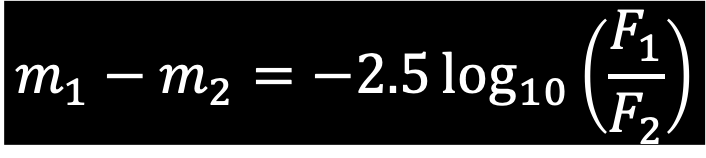 m₁ − m₂ = −2.5 log₁₀ (F₁/F₂)